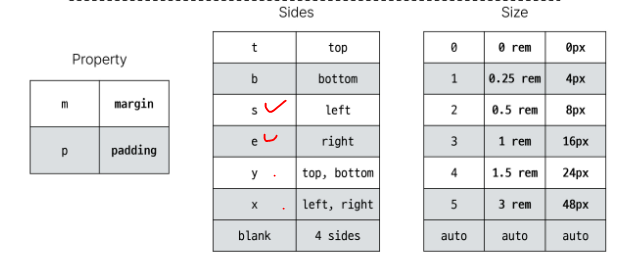 Sides Size
t top 0 0 rem 0px
Property
b bottom 1 0.25 rem 4px
m margin s left 2 0.5 rem 8px
e right 3 1 rem 16px
p padding
y top, bottom 4 1.5 rem 24px
x left, right 5 3 rem 48px
blank 4 sides auto auto auto